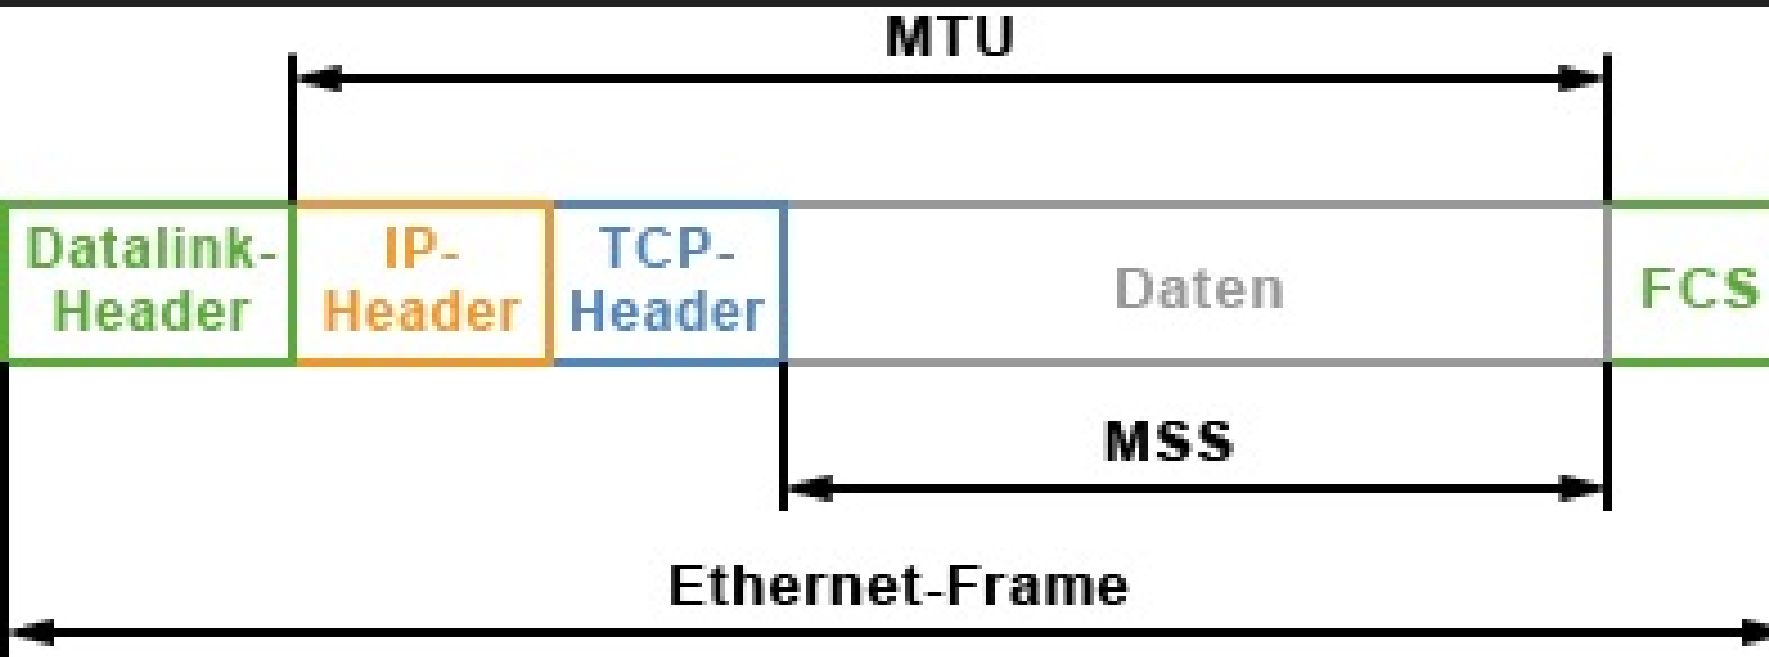 MTU
Datalink-
Header
IP-
Header
TCP-
Header
Daten
FCS
MSS
Ethernet-Frame